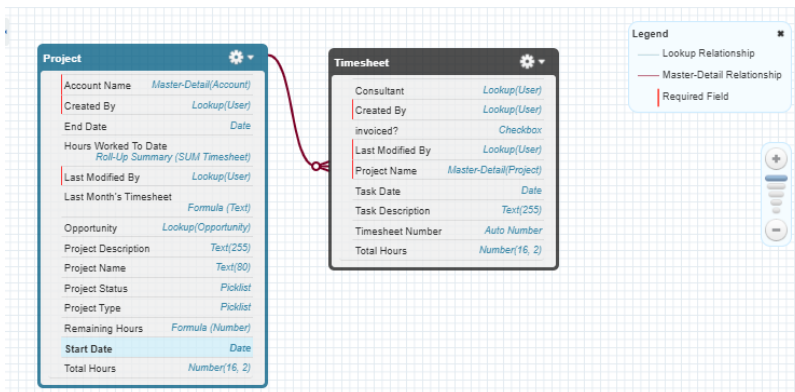 Project
Account Name Master-Detail(Account)
Created By Lookup(User)
End Date Date
Hours Worked To Date
Roll-Up Summary (SUM Timesheet)
Last Modified By Lookup(User)
Last Month's Timesheet
Formula (Text)
Opportunity Lookup(Opportunity)
Project Description Text(255)
Project Name Text(80)
Project Status Picklist
Project Type Picklist
Remaining Hours Formula (Number)
Start Date Date
Total Hours Number(16, 2)
Timesheet
Consultant Lookup(User)
Created By Lookup(User)
invoiced? Checkbox
Last Modified By Lookup(User)
Project Name Master-Detail(Project)
Task Date Date
Task Description Text(255)
Timesheet Number Auto Number
Total Hours Number(16, 2)
Legend
Lookup Relationship
Master-Detail Relationship
Required Field